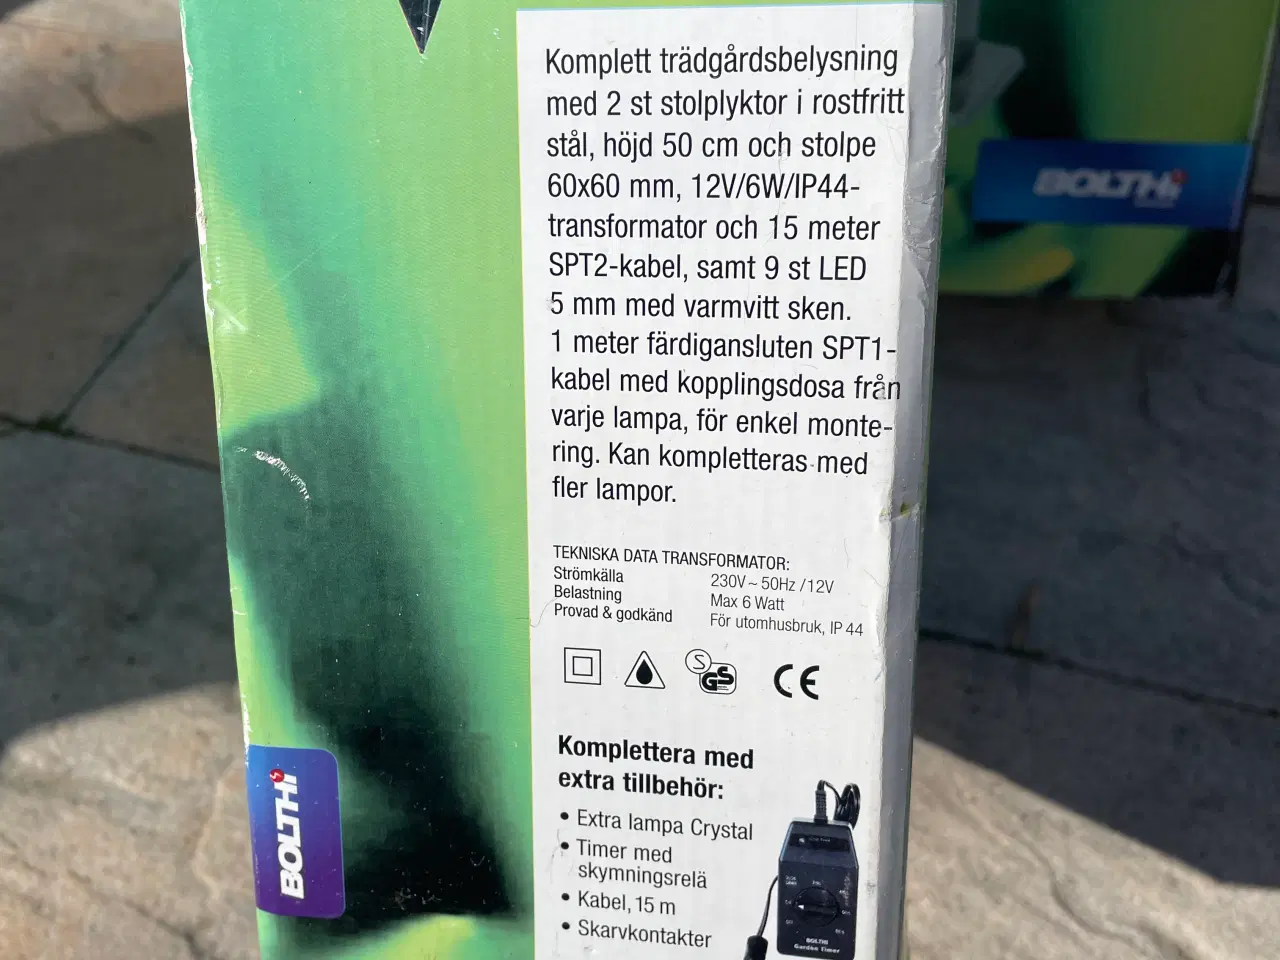 Komplett trädgårdsbelysning
med 2 st stolplyktor i rostfritt
stål, höjd 50 cm och stolpe
60x60 mm, 12V/6W/IP44-
transformator och 15 meter
SPT2-kabel, samt 9 st LED
5 mm med varmvitt sken.
1 meter färdigansluten SPT1-
kabel med kopplingsdosa från
varje lampa, för enkel monte-
ring. Kan kompletteras med
fler lampor.
TEKNISKA DATA TRANSFORMATOR:
Strömkälla 230V~50Hz/12V
Belastning Max 6 Watt
Provad & godkänd För utomhusbruk, IP 44
S GS CE
Komplettera med
extra tillbehör:
• Extra lampa Crystal
• Timer med
skymningsrelä
• Kabel, 15 m
• Skarvkontakter
BOLTHi
Garden Timer
BOLTHi
BOLTHi